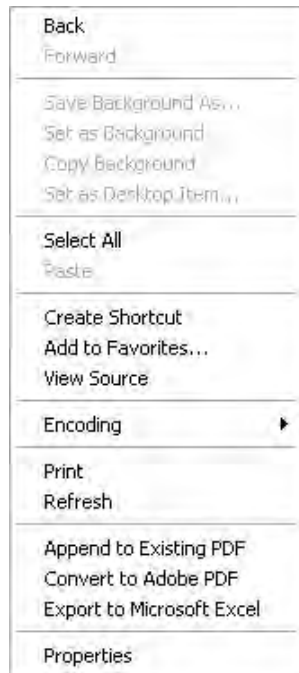 Back
Forward
Save Background As...
Set as Background
Copy Background
Set as Desktop Item...
Select All
Paste
Create Shortcut
Add to Favorites...
View Source
Encoding
Print
Refresh
Append to Existing PDF
Convert to Adobe PDF
Export to Microsoft Excel
Properties